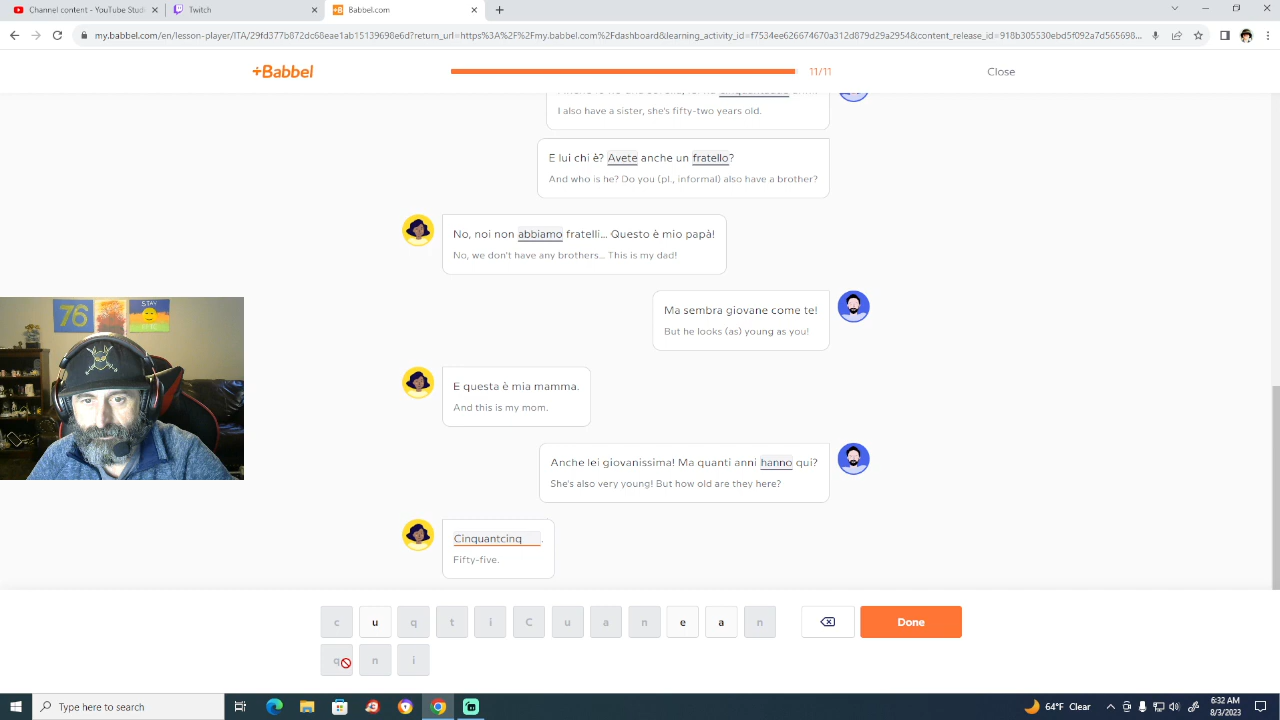 Channel content - YouTube Studi
Twitch
+B Babbel.com
my.babbel.com/en/lesson-player/ITA/29fd377b872dc68eae1ab15139698e6d?return_url=https%3A%2F%2Fmy.babbel.com%2Fdashboard&learning_activity_id=f7534ee626674670a312d879d29a2954&content_release_id=918b305530ebd5f092a7d565698...
+Babbel
11/11
Close
I also have a sister, she's fifty-two years old.
E lui chi è? Avete anche un fratello?
And who is he? Do you (pl., informal) also have a brother?
No, noi non abbiamo fratelli... Questo è mio papà!
No, we don't have any brothers... This is my dad!
Ma sembra giovane come te!
But he looks (as) young as you!
E questa è mia mamma.
And this is my mom.
Anche lei giovanissima! Ma quanti anni hanno qui?
She's also very young! But how old are they here?
Cinquantcinq .
Fifty-five.
76
STAY
c u q t i C u a n e a n
Done
q n i
Type here to search
64°F Clear
6:32 AM
8/3/2023